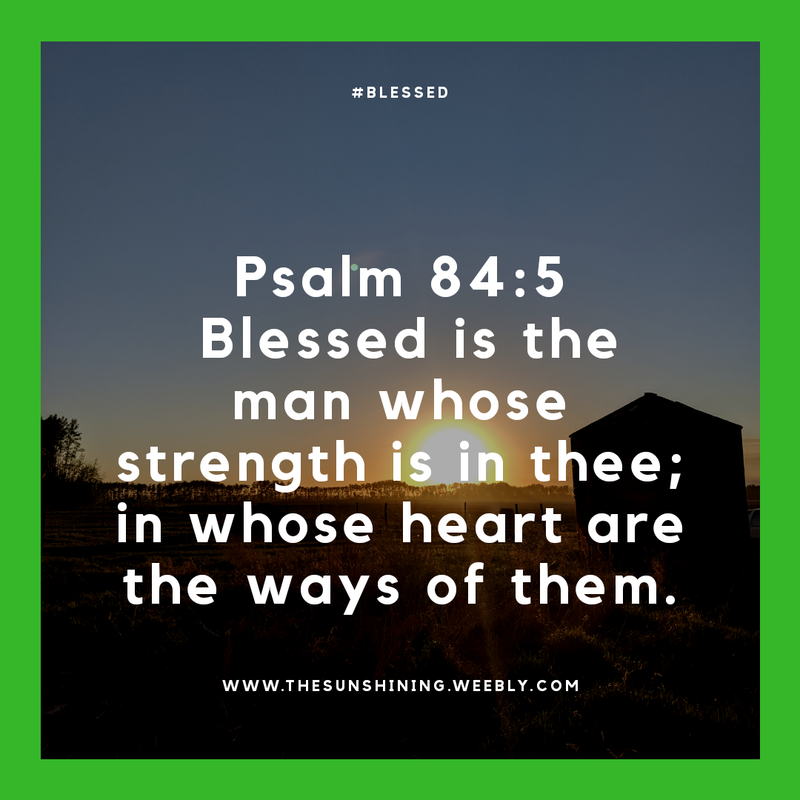 #BLESSED
Psalm 84:5
Blessed is the
man whose
strength is in thee;
in whose heart are
the ways of them.
WWW.THESUNSHINING.WEEBLY.COM